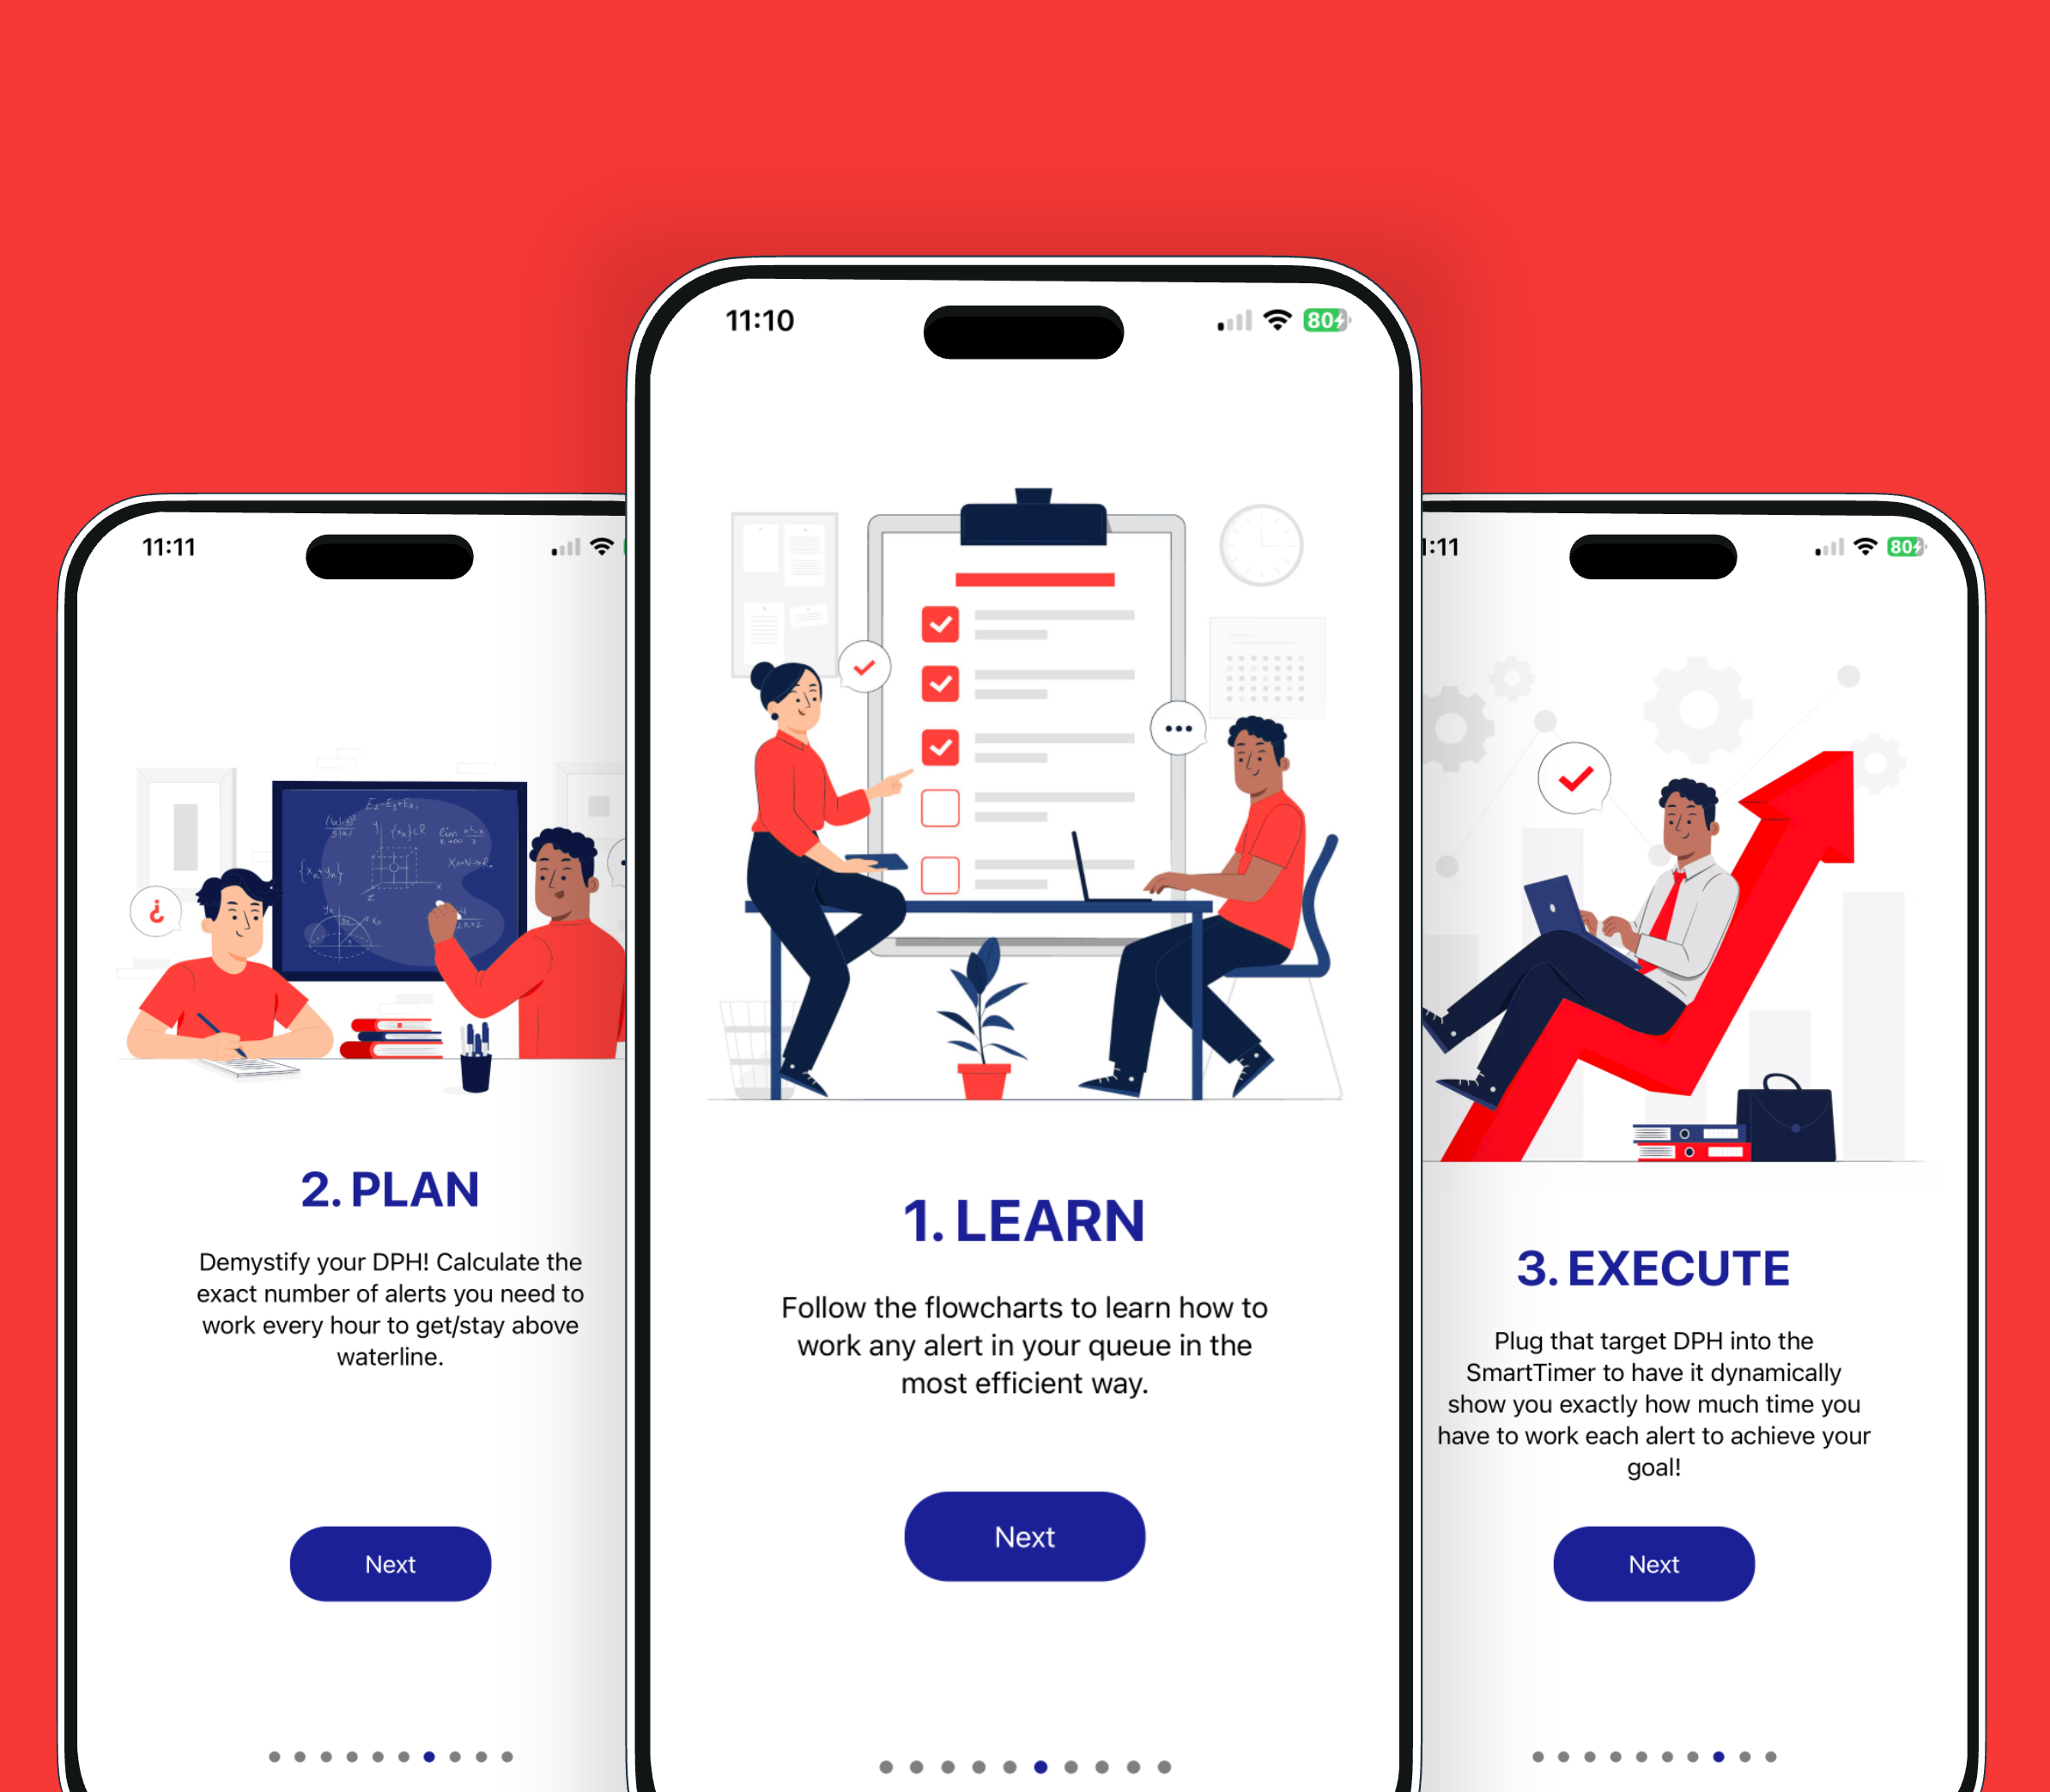 11:10
80
1. LEARN
Follow the flowcharts to learn how to
work any alert in your queue in the
most efficient way.
Next
11:11
2. PLAN
Demystify your DPH! Calculate the
exact number of alerts you need to
work every hour to get/stay above
waterline.
Next
1:11
80
3. EXECUTE
Plug that target DPH into the
SmartTimer to have it dynamically
show you exactly how much time you
have to work each alert to achieve your
goal!
Next